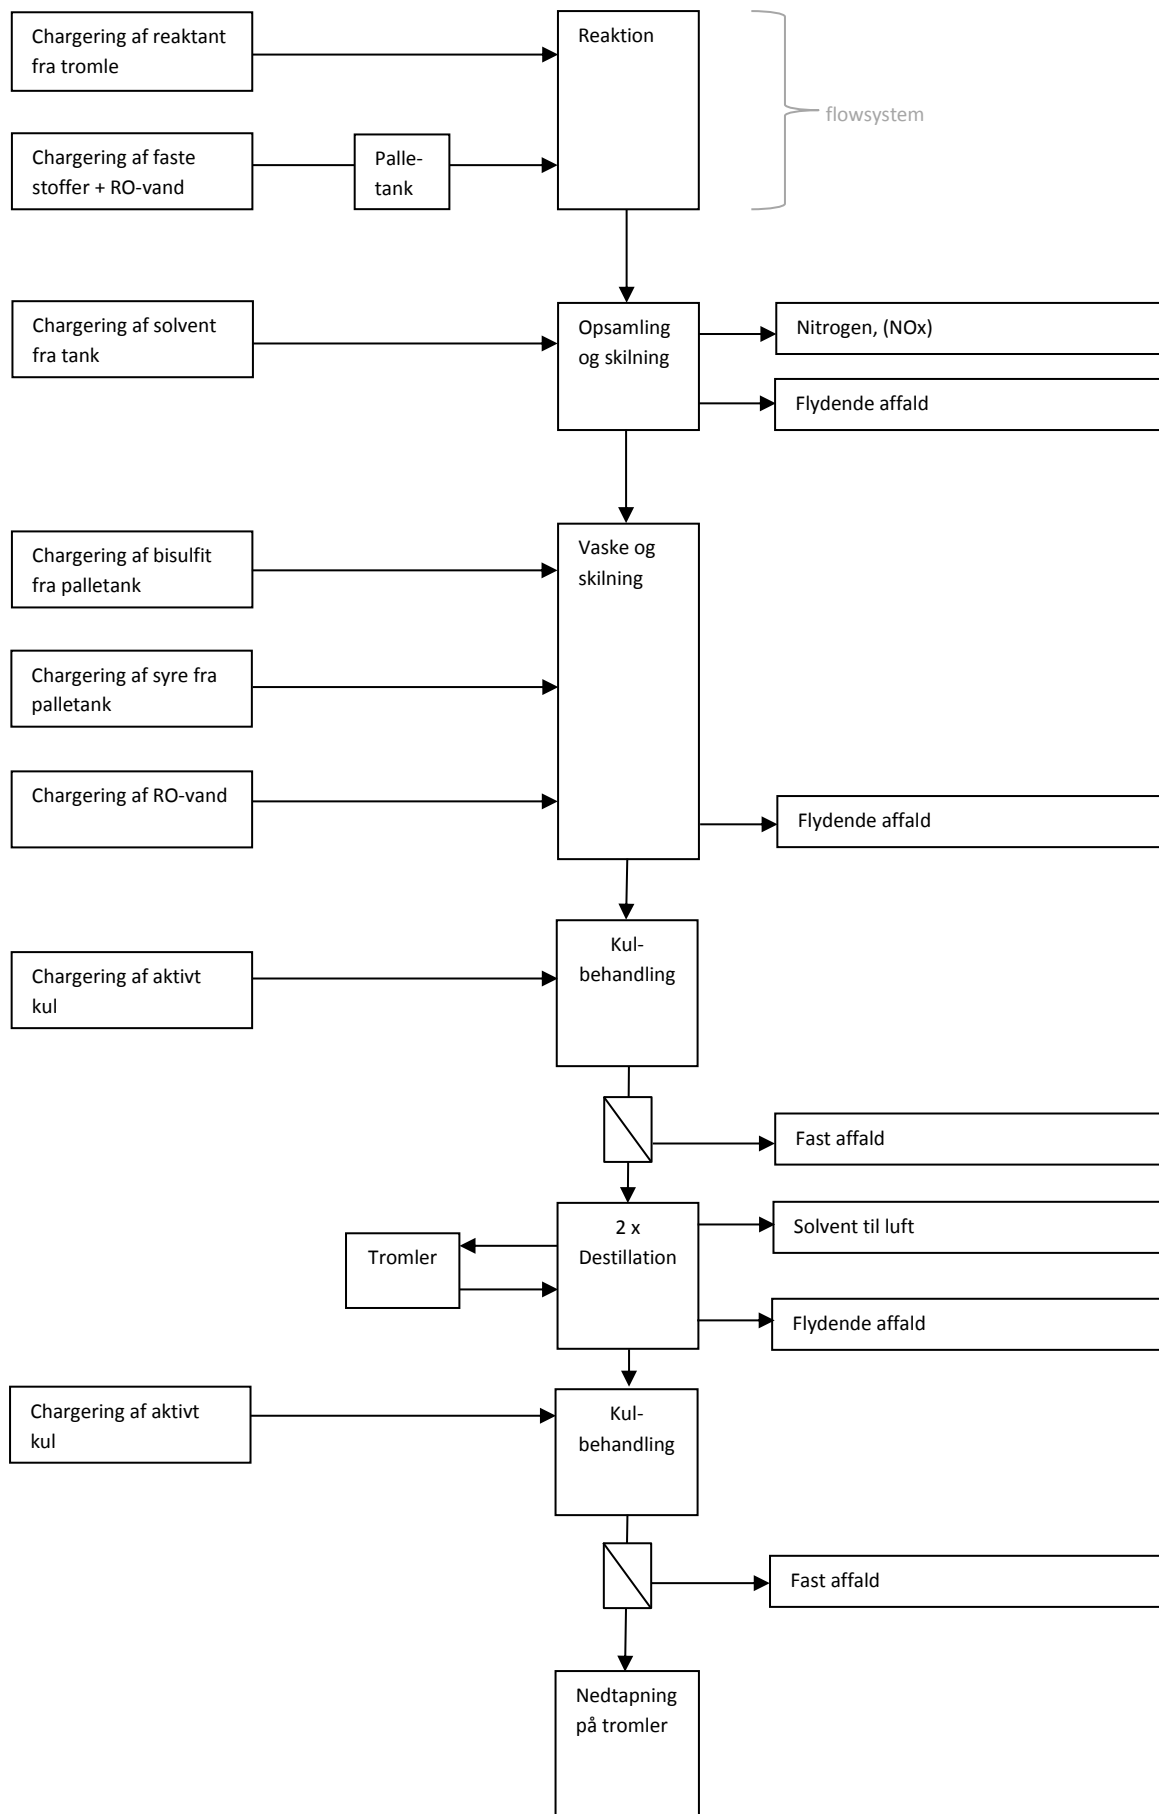 Chargering af reaktant
fra tromle
Reaktion
flowsystem
Chargering af faste
stoffer + RO-vand
Palle-
tank
Chargering af solvent
fra tank
Opsamling
og skilning
Nitrogen, (NOx)
Flydende affald
Chargering af bisulfit
fra palletank
Vaske og
skilning
Chargering af syre fra
palletank
Chargering af RO-vand
Flydende affald
Chargering af aktivt
kul
Kul-
behandling
Fast affald
Tromler
2 x
Destillation
Solvent til luft
Flydende affald
Chargering af aktivt
kul
Kul-
behandling
Fast affald
Nedtapning
på tromler